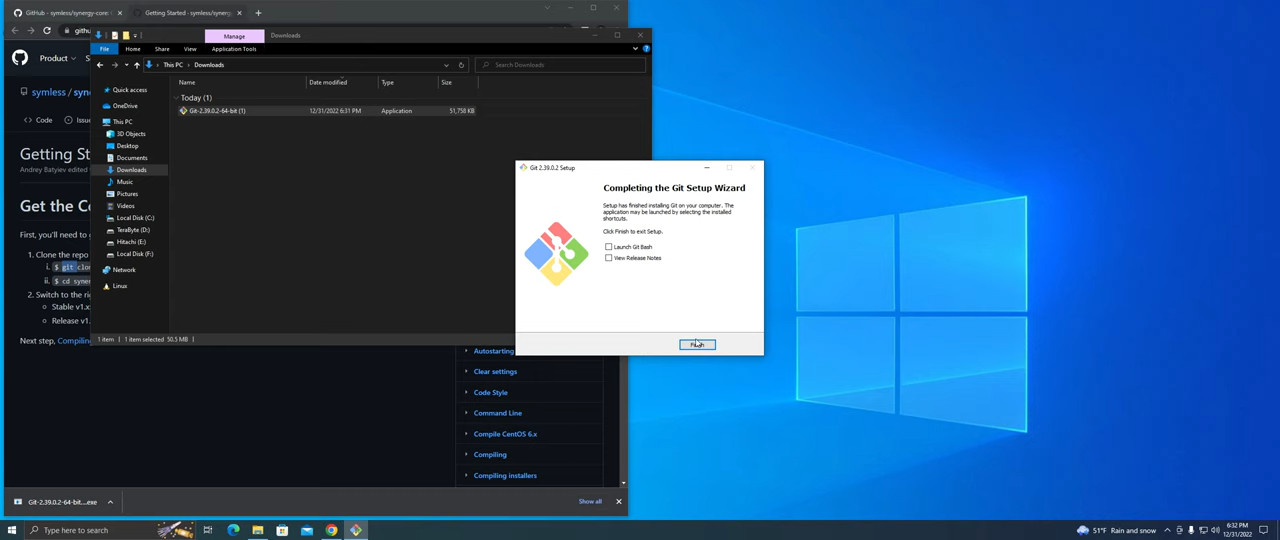 GitHub - symless/synergy-core:
Getting Started · symless/synergy
Manage
Downloads
File
Home
Share
View
Application Tools
This PC
Downloads
Search Downloads
Product
symless
Code
Issue
Getting St
Andrey Batyiev edited
Get the Co
First, you'll need to g
1. Clone the repo
i. $ git clon
ii. $ cd syne
2. Switch to the ri
Stable v1.x
Release v1.
Next step, Compiling
Name
Date modified
Type
Size
Today (1)
Git-2.39.0.2-64-bit (1)
12/31/2022 6:31 PM
Application
51,758 KB
Quick access
OneDrive
This PC
3D Objects
Desktop
Documents
Downloads
Music
Pictures
Videos
Local Disk (C:)
TeraByte (D:)
Hitachi (E:)
Local Disk (F:)
Network
Linux
1 item
1 item selected 50.5 MB
Git 2.39.0.2 Setup
Completing the Git Setup Wizard
Setup has finished installing Git on your computer. The
application may be launched by selecting the installed
shortcuts.
Click Finish to exit Setup.
Launch Git Bash
View Release Notes
Finish
Autostarting
Clear settings
Code Style
Command Line
Compile CentOS 6.x
Compiling
Compiling installers
Git-2.39.0.2-64-bit....exe
Show all
Type here to search
51°F Rain and snow
6:32 PM
12/31/2022